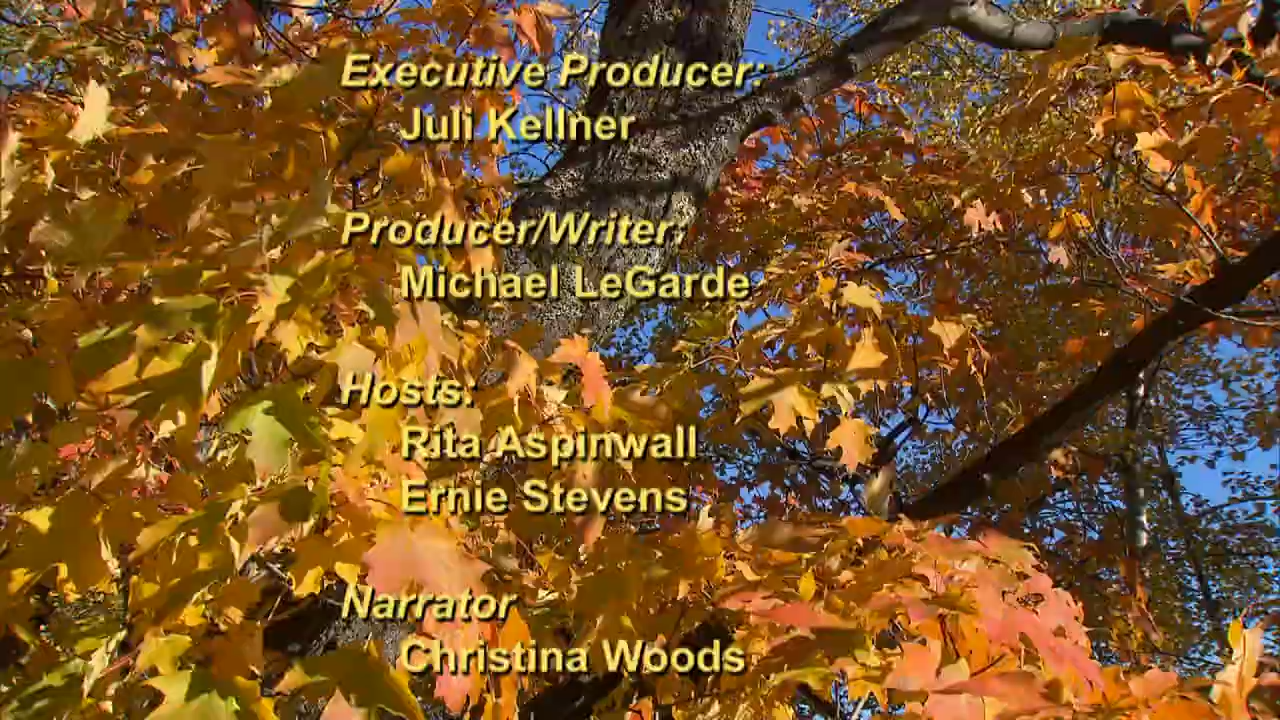 Executive Producer:
Juli Kellner
Producer/Writer:
Michael LeGarde
Hosts:
Rita Aspinwall
Ernie Stevens
Narrator
Christina Woods